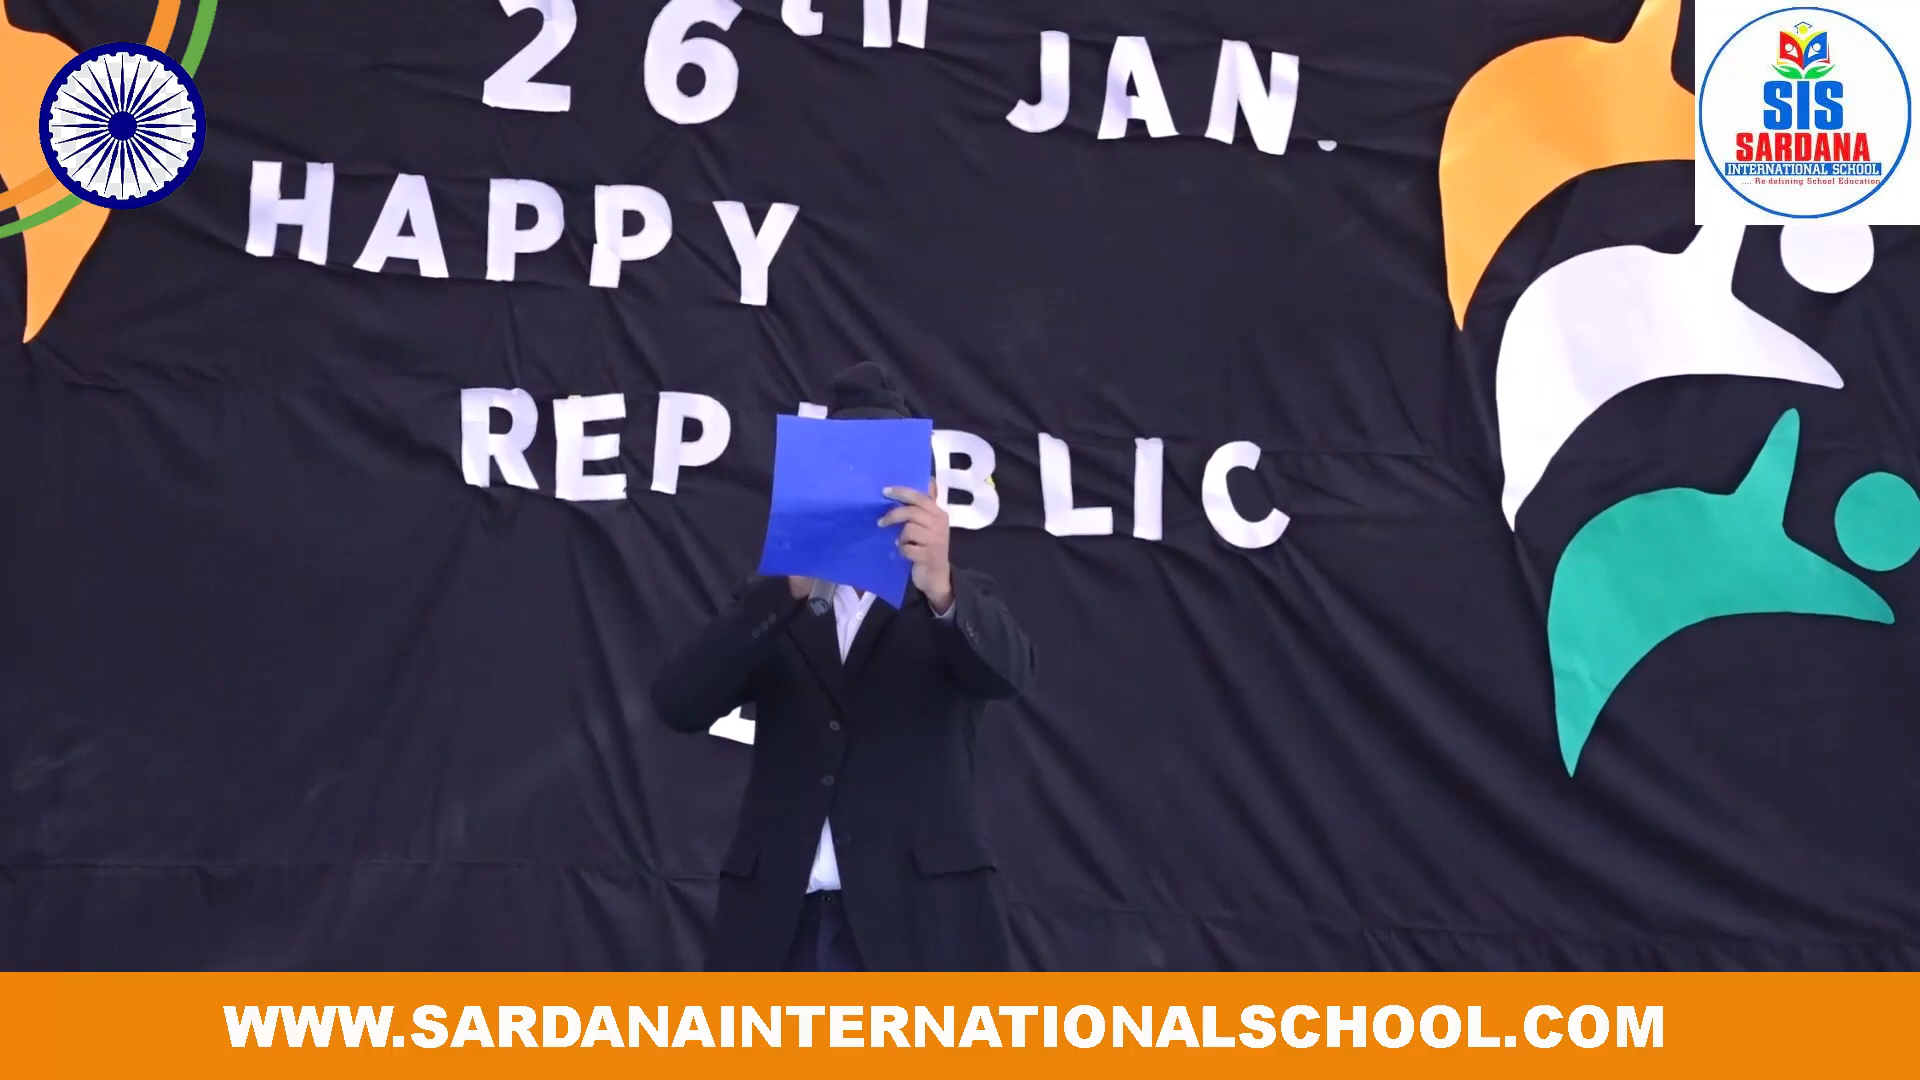 26th JAN.
HAPPY
REP BLIC
SIS
SARDANA
INTERNATIONAL SCHOOL
.... Re-defining School Education
WWW.SARDANAINTERNATIONALSCHOOL.COM